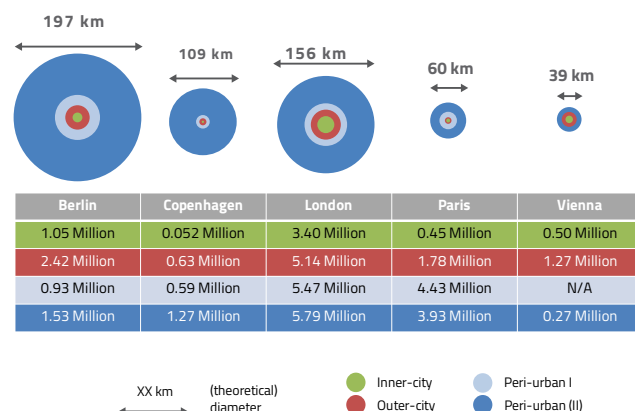 197 km
109 km
156 km
60 km
39 km
Berlin Copenhagen London Paris Vienna
1.05 Million 0.052 Million 3.40 Million 0.45 Million 0.50 Million
2.42 Million 0.63 Million 5.14 Million 1.78 Million 1.27 Million
0.93 Million 0.59 Million 5.47 Million 4.43 Million N/A
1.53 Million 1.27 Million 5.79 Million 3.93 Million 0.27 Million
XX km (theoretical) Inner-city Peri-urban I
diameter Outer-city Peri-urban (II)